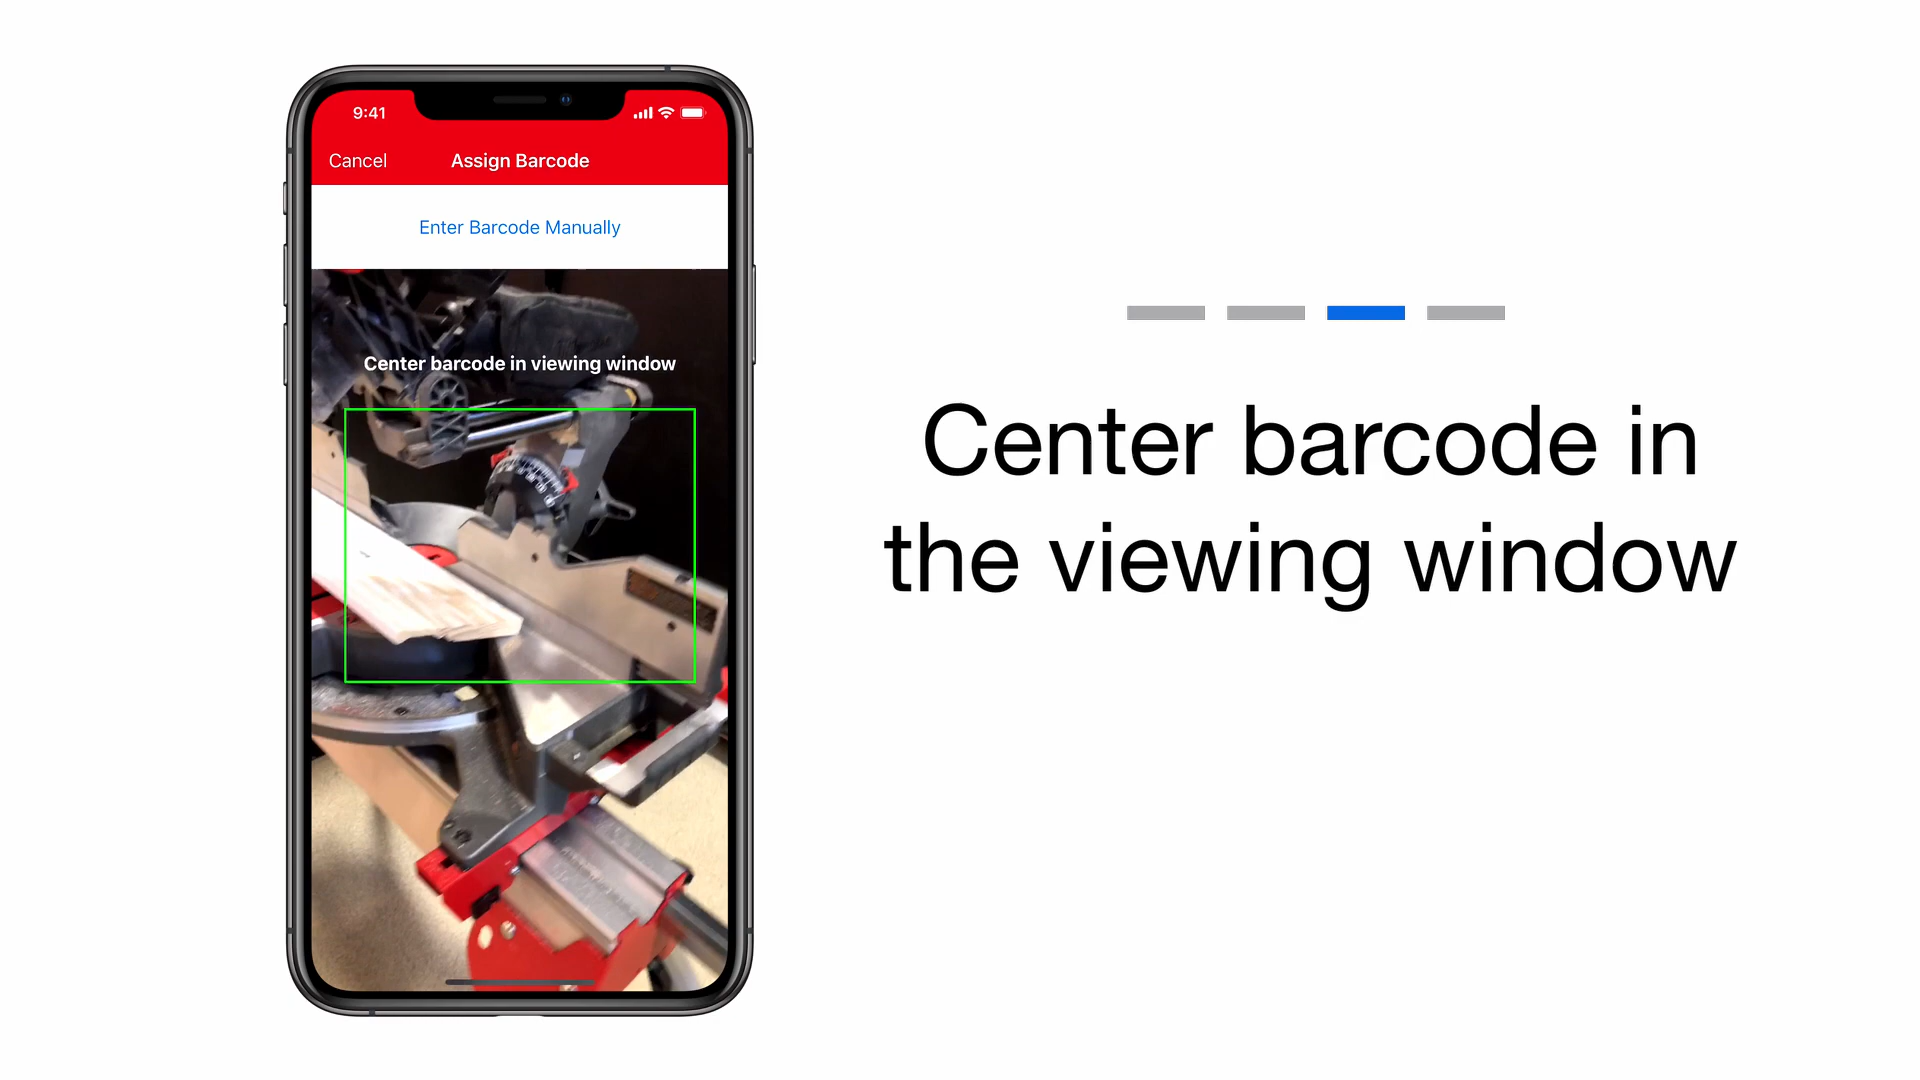 9:41
Cancel
Assign Barcode
Enter Barcode Manually
Center barcode in viewing window
Center barcode in
the viewing window